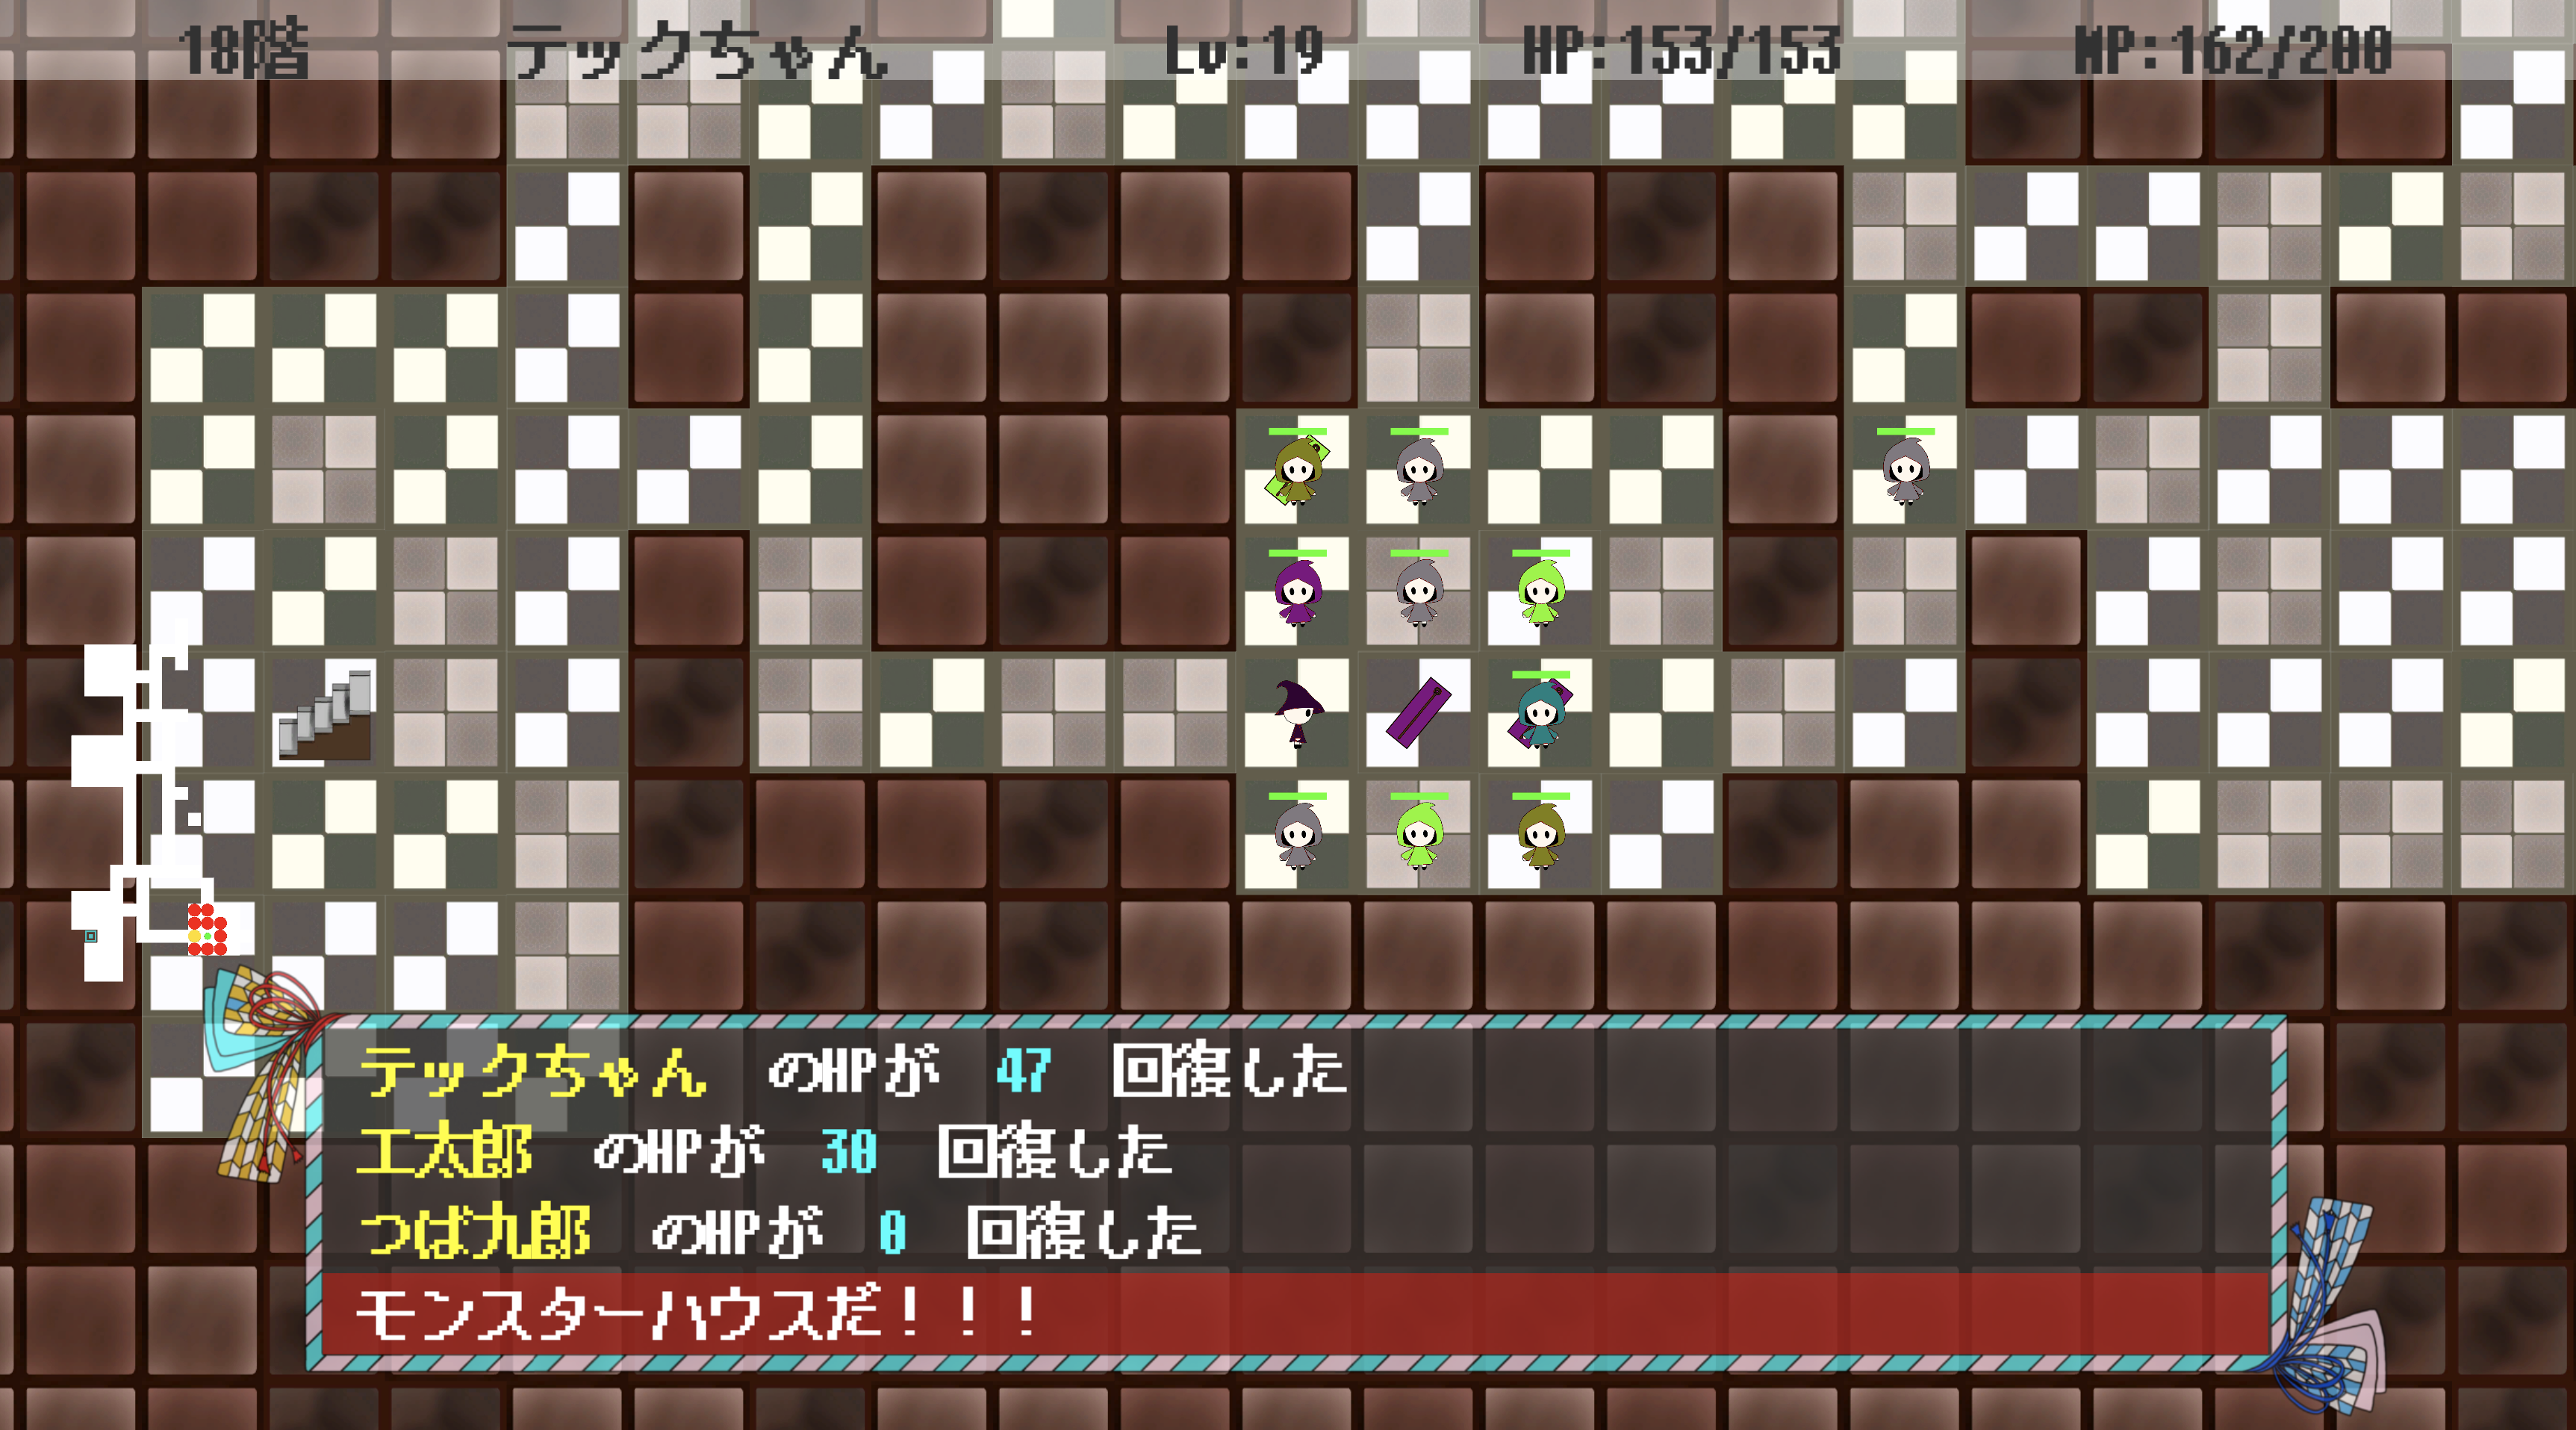 18階 テックちゃん Lv:19 HP:153/153 MP:162/200
テックちゃん のHPが 47 回復した
工太郎 のHPが 30 回復した
つば九郎 のHPが 0 回復した
モンスターハウスだ！！！